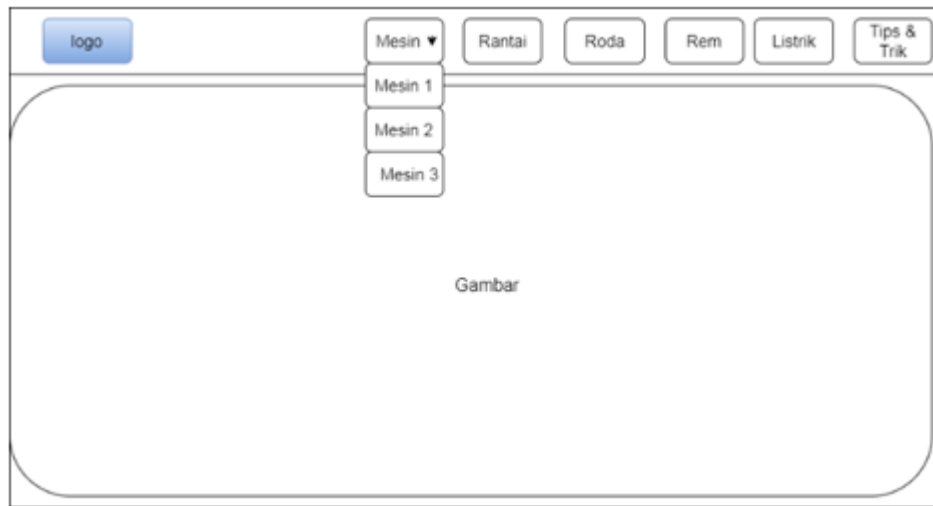 logo
Mesin ▼
Rantai
Roda
Rem
Listrik
Tips &
Trik
Mesin 1
Mesin 2
Mesin 3
Gambar